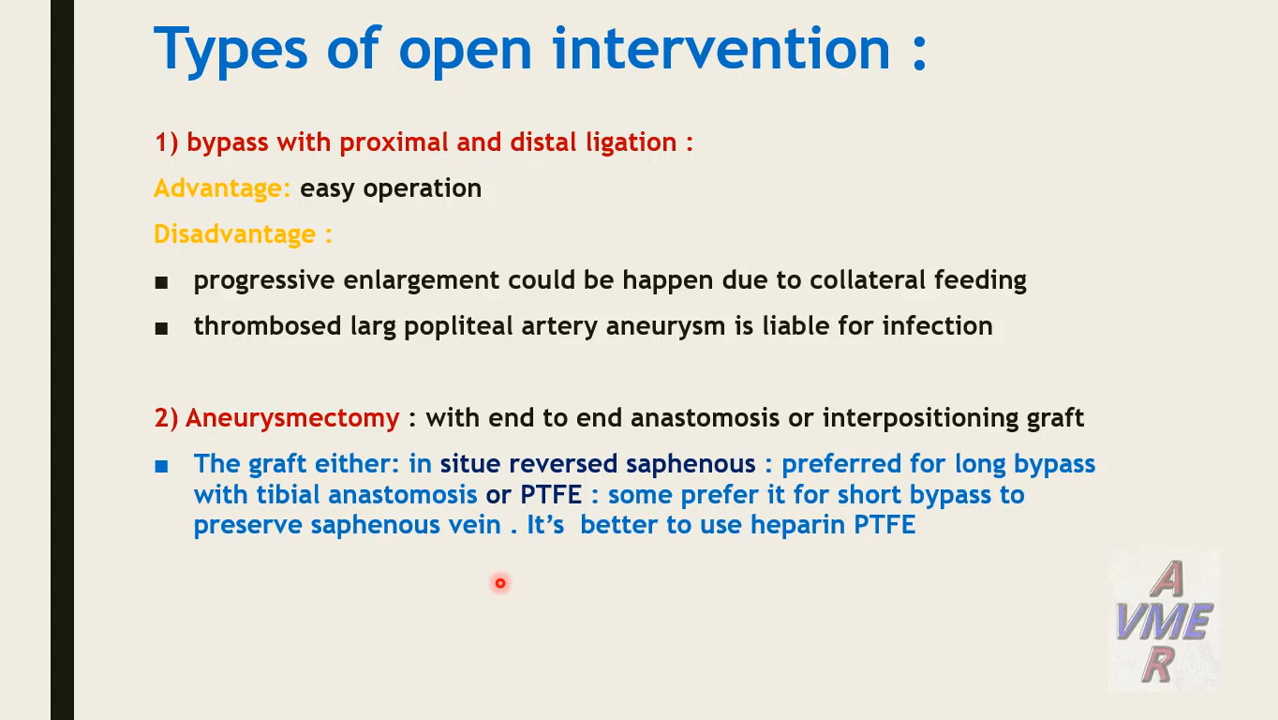 Types of open intervention :
1) bypass with proximal and distal ligation :
Advantage: easy operation
Disadvantage :
■ progressive enlargement could be happen due to collateral feeding
■ thrombosed larg popliteal artery aneurysm is liable for infection
2) Aneurysmectomy : with end to end anastomosis or interpositioning graft
■ The graft either: in situe reversed saphenous : preferred for long bypass
with tibial anastomosis or PTFE : some prefer it for short bypass to
preserve saphenous vein . It’s better to use heparin PTFE
A
VME
R